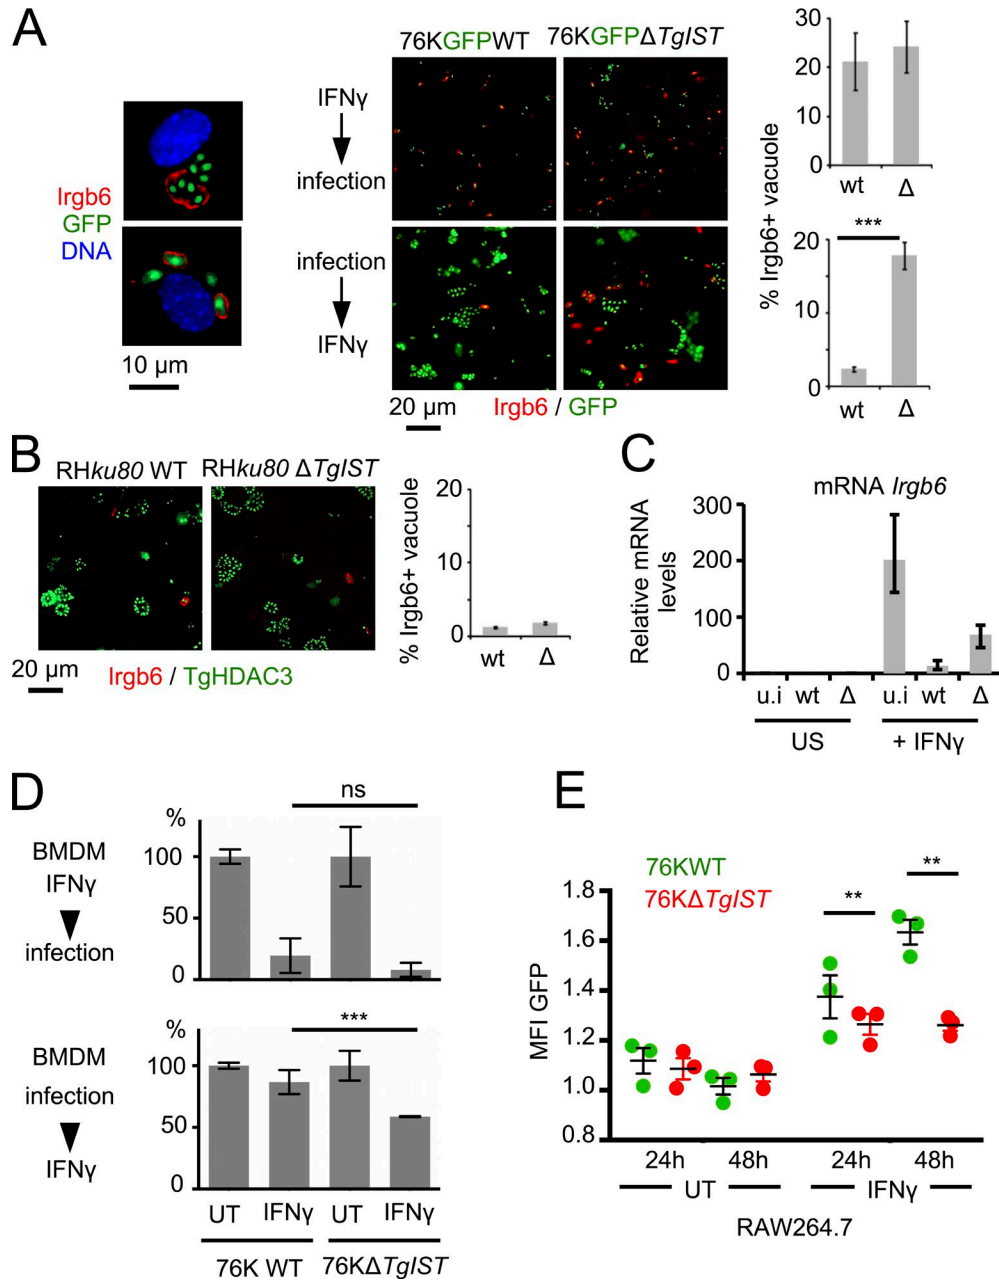 A
76KGFPWT 76KGFPΔTgIST
Irgb6
GFP
DNA
10 µm
IFNγ
infection
infection
IFNγ
20 µm
Irgb6 / GFP
% Irgb6+ vacuole
30
20
10
0
wt Δ
***
20
10
0
wt Δ
B
RHku80 WT RHku80 ΔTgIST
20 µm
Irgb6 / TgHDAC3
% Irgb6+ vacuole
20
10
0
wt Δ
C
mRNA Irgb6
Relative mRNA
levels
300
200
100
0
u.i wt Δ u.i wt Δ
US + IFNγ
D
BMDM
IFNγ
infection
%
100
50
0
ns
BMDM
infection
IFNγ
%
100
50
0
***
UT IFNγ UT IFNγ
76K WT 76KΔTgIST
E
76KWT
76KΔTgIST
MFI GFP
1.8
1.6
1.4
1.2
1.0
0.8
**
**
24h 48h 24h 48h
UT IFNγ
RAW264.7